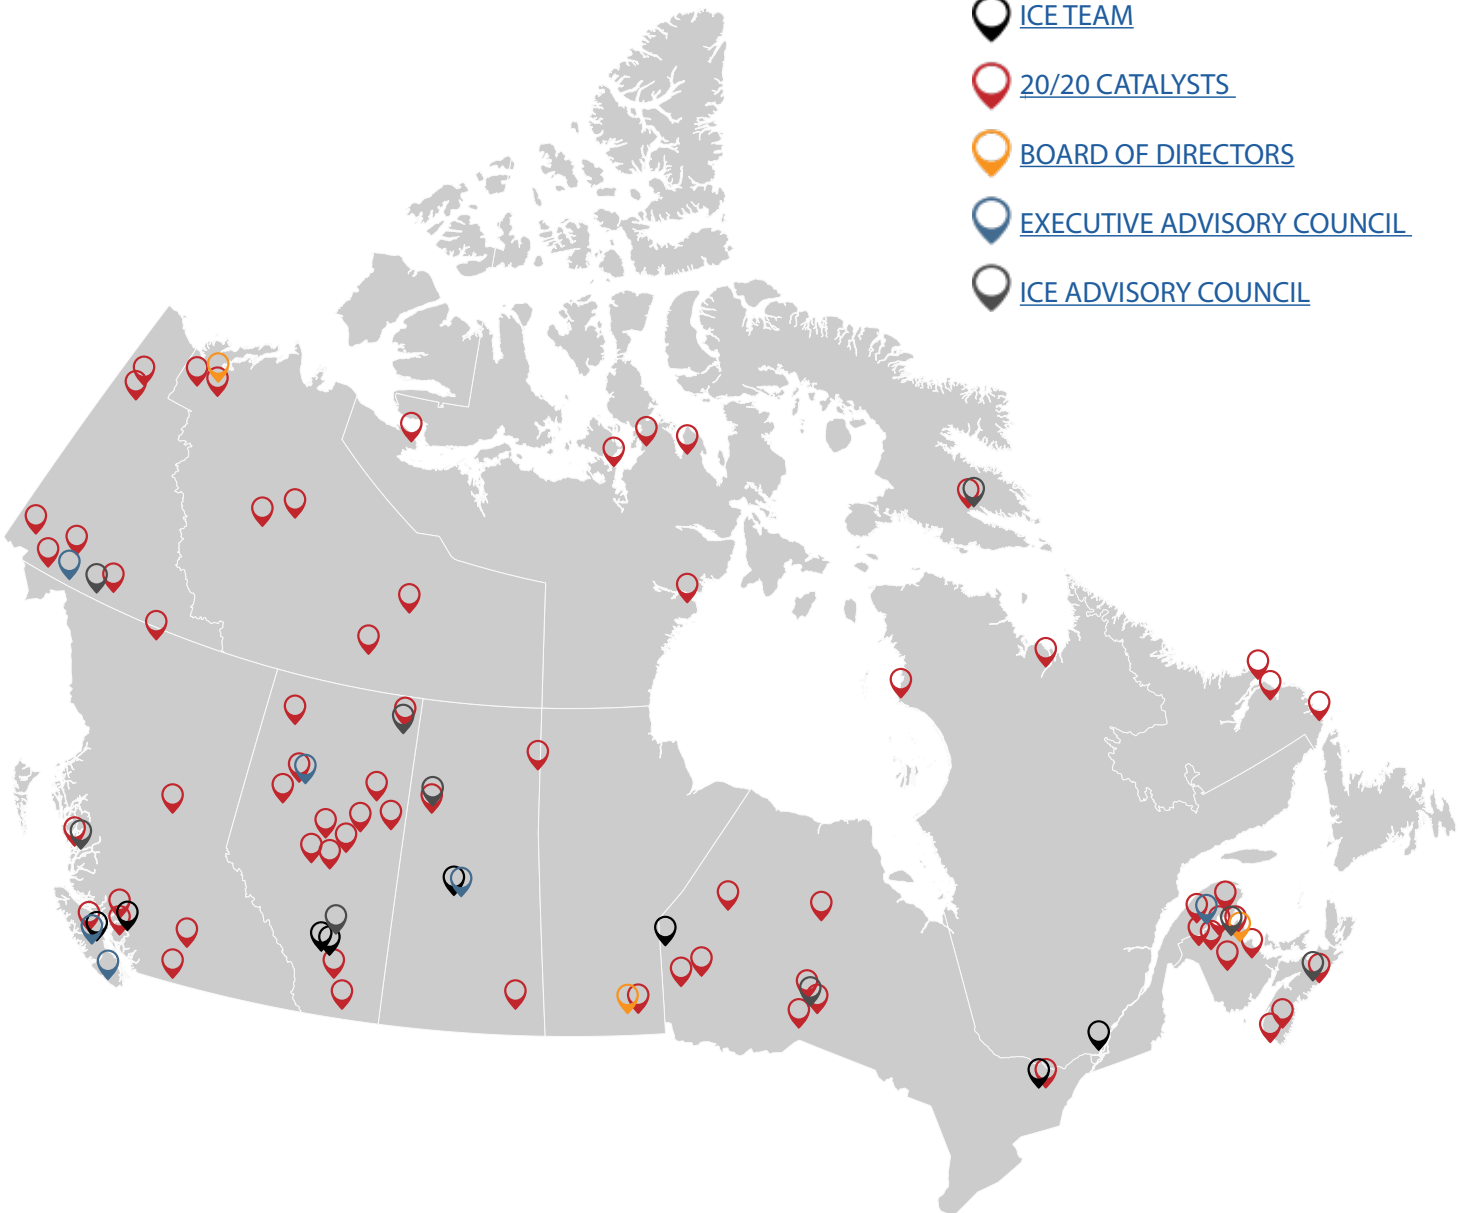 ICE TEAM
20/20 CATALYSTS
BOARD OF DIRECTORS
EXECUTIVE ADVISORY COUNCIL
ICE ADVISORY COUNCIL